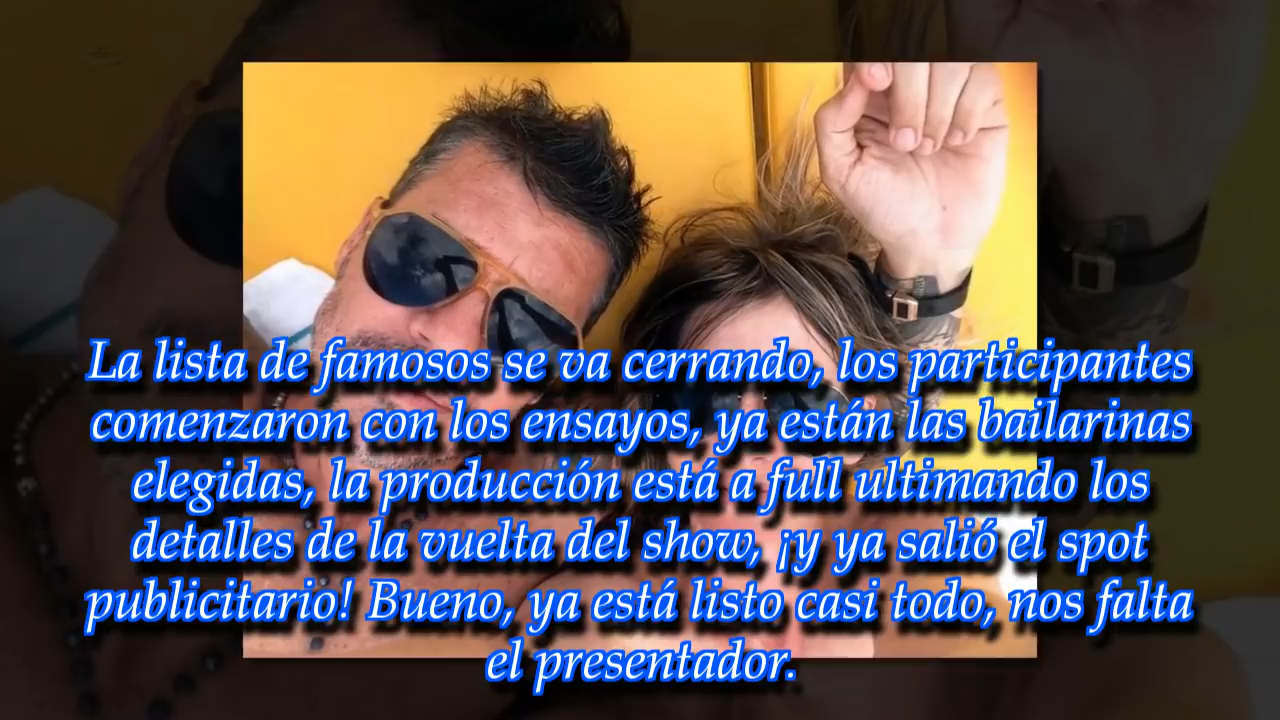 La lista de famosos se va cerrando, los participantes
comenzaron con los ensayos, ya están las bailarinas
elegidas, la producción está a full ultimando los
detalles de la vuelta del show, ¡y ya salió el spot
publicitario! Bueno, ya está listo casi todo, nos falta
el presentador.